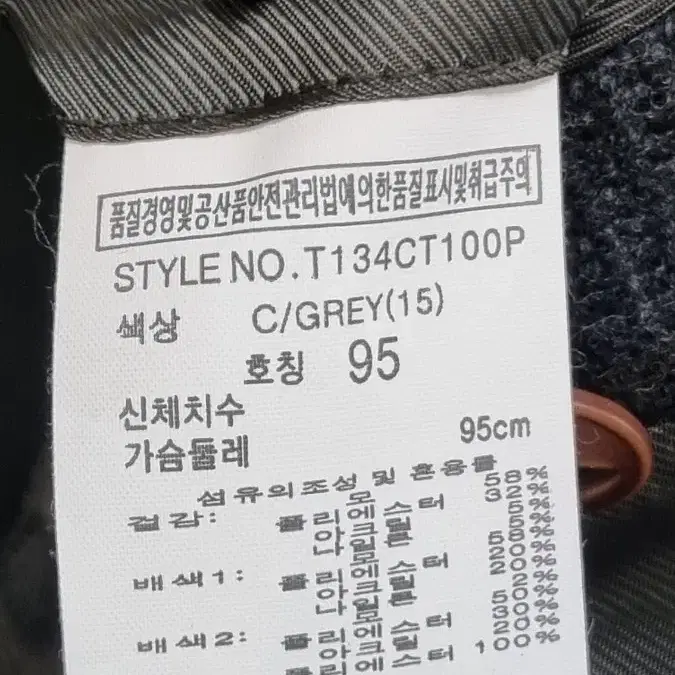 품질경영및공산품안전관리법에의한품질표시및취급주의
STYLE NO. T134CT100P
색상 C/GREY(15)
호칭 95
신체치수
가슴둘레 95cm
섬유의조성 및 혼용률
겉감: 모 58%
폴리에스터 32%
아크릴 5%
나일론 5%
배색1: 모 58%
폴리에스터 20%
아크릴 20%
나일론 2%
배색2: 모 50%
폴리에스터 30%
아크릴 20%
폴리에스터 100%